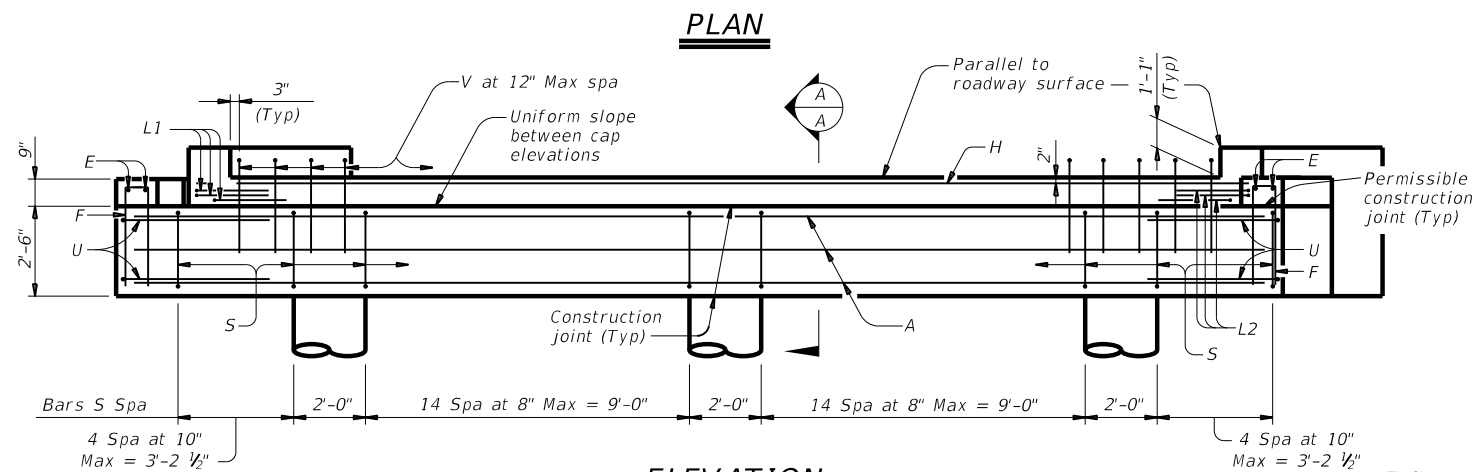 PLAN
V at 12" Max spa
3"
(Typ)
Uniform slope
between cap
elevations
A
A
Parallel to
roadway surface
1'-1"
(Typ)
L1
E
9"
F
U
2'-6"
H
2"
E
Permissible
construction
joint (Typ)
U
F
S
Construction
joint (Typ)
A
L2
S
Bars S Spa
2'-0"
14 Spa at 8" Max = 9'-0"
2'-0"
14 Spa at 8" Max = 9'-0"
2'-0"
4 Spa at 10"
Max = 3'-2 ½"
4 Spa at 10"
Max = 3'-2 ½"
ELEVATION